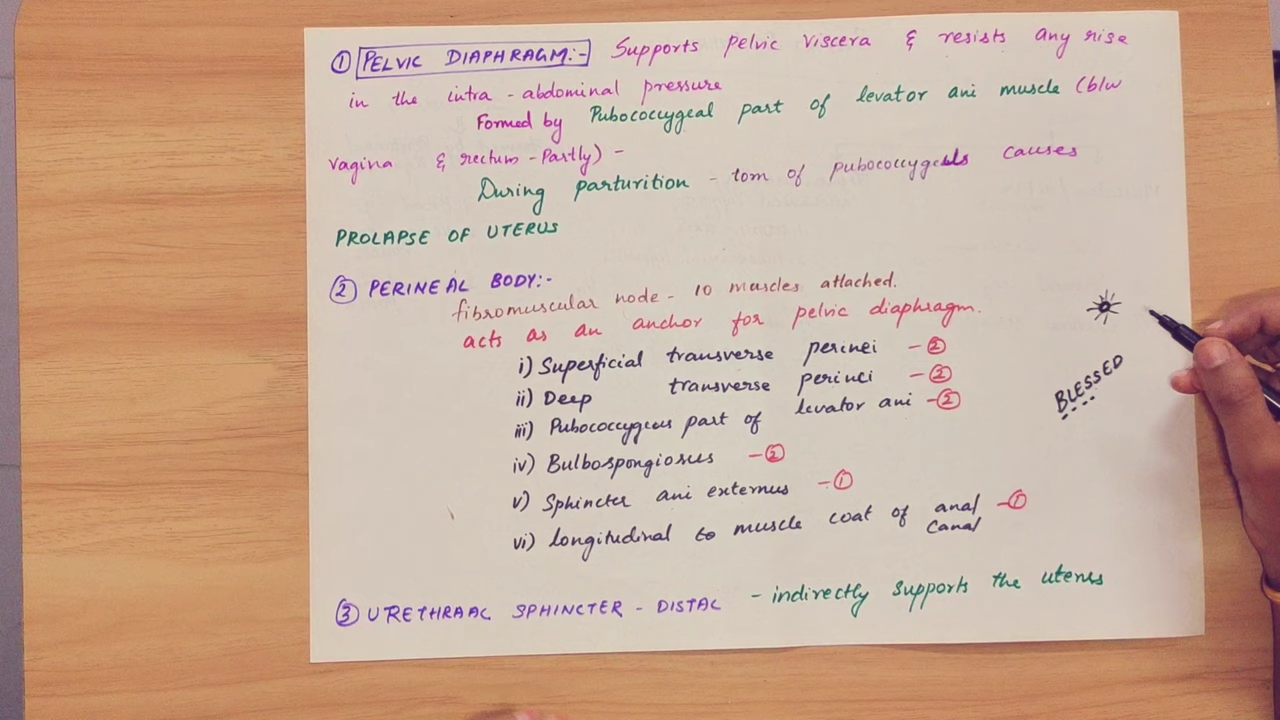 ① PELVIC DIAPHRAGM:- Supports pelvic viscera & resists any rise
in the intra-abdominal pressure
Formed by Pubococcygeal part of levator ani muscle (b/w
vagina & rectum - Partly) -
During parturition - torn of pubococcygeus causes
PROLAPSE OF UTERUS
② PERINEAL BODY:-
fibromuscular node - 10 muscles attached.
acts as an anchor for pelvic diaphragm.
i) Superficial transverse perinei - ②
ii) Deep transverse perinei - ②
iii) Pubococcygeus part of levator ani - ②
iv) Bulbospongiosus - ②
v) Sphincter ani externus - ①
vi) longitudinal to muscle coat of anal canal - ①
BLESSED
③ URETHRAAL SPHINCTER - DISTAL - indirectly supports the uterus